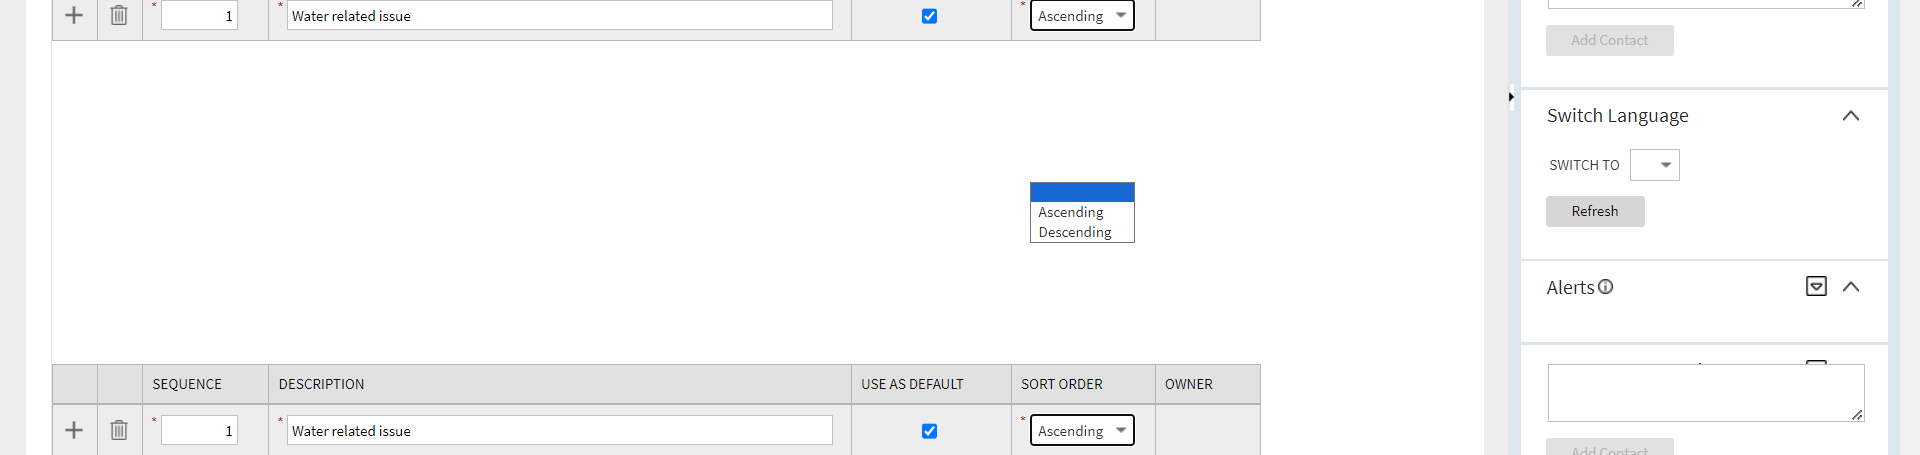 * 1 * Water related issue * Ascending
Ascending
Descending
SEQUENCE DESCRIPTION USE AS DEFAULT SORT ORDER OWNER
* 1 * Water related issue * Ascending
Add Contact
Switch Language
SWITCH TO
Refresh
Alerts
Add Contact